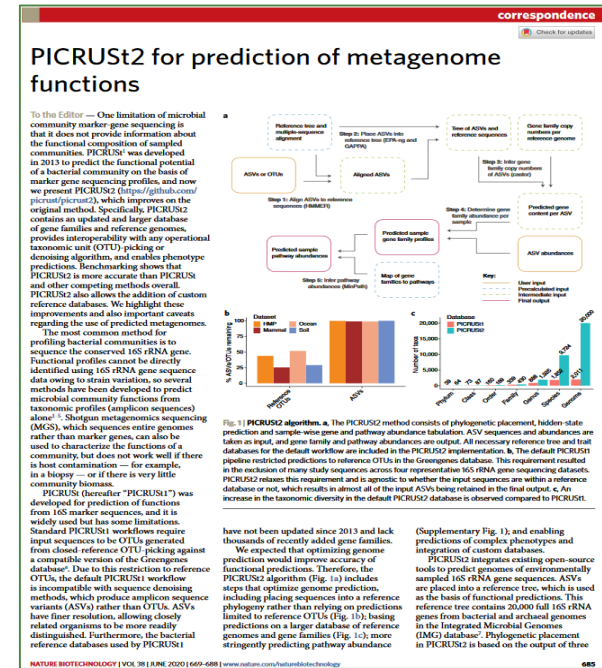 correspondence
Check for updates
PICRUSt2 for prediction of metagenome
functions
To the Editor — One limitation of microbial
community marker-gene sequencing is
that it does not provide information about
the functional composition of sampled
communities. PICRUSt¹ was developed
in 2013 to predict the functional potential
of a bacterial community on the basis of
marker gene sequencing profiles, and now
we present PICRUSt2 (https://github.com/
picrust/picrust2), which improves on the
original method. Specifically, PICRUSt2
contains an updated and larger database
of gene families and reference genomes,
provides interoperability with any operational
taxonomic unit (OTU)-picking or
denoising algorithm, and enables phenotype
predictions. Benchmarking shows that
PICRUSt2 is more accurate than PICRUSt
and other competing methods overall.
PICRUSt2 also allows the addition of custom
reference databases. We highlight these
improvements and also important caveats
regarding the use of predicted metagenomes.
The most common method for
profiling bacterial communities is to
sequence the conserved 16S rRNA gene.
Functional profiles cannot be directly
identified using 16S rRNA gene sequence
data owing to strain variation, so several
methods have been developed to predict
microbial community functions from
taxonomic profiles (amplicon sequences)
alone
Shotgun metagenomics sequencing
(MGS), which sequences entire genomes
rather than marker genes, can also be
used to characterize the functions of a
community, but does not work well if there
is host contamination — for example,
in a biopsy — or if there is very little
community biomass.
PICRUSt (hereafter “PICRUSt1”) was
developed for prediction of functions
from 16S marker sequences, and it is
widely used but has some limitations.
Standard PICRUSt1 workflows require
input sequences to be OTUs generated
from closed-reference OTU-picking against
a compatible version of the Greengenes
database⁶. Due to this restriction to reference
OTUs, the default PICRUSt1 workflow
is incompatible with sequence denoising
methods, which produce amplicon sequence
variants (ASVs) rather than OTUs. ASVs
have finer resolution, allowing closely
related organisms to be more readily
distinguished. Furthermore, the bacterial
reference databases used by PICRUSt1
a
Reference tree and
multiple-sequence
alignment
Step 2: Place ASVs into
reference tree (EPA-ng and
GAPPA)
Tree of ASVs and
reference sequences
Gene family copy
numbers per
reference genome
ASVs or OTUs
Aligned ASVs
Step 1: Align ASVs to reference
sequences (HMMER)
Step 3: Infer gene
family copy numbers
of ASVs (castor)
Predicted gene
content per ASV
Step 4: Determine gene
family abundance per
sample
Predicted sample
gene family profiles
Predicted sample
pathway abundances
ASV abundances
Step 5: Infer pathway
abundances (MinPath)
Map of gene
families to pathways
Key:
User input
Precalculated input
Intermediate input
Final output
b
Dataset
HMP
Ocean
Mammal
Soil
% ASVs/OTUs remaining
100
75
50
25
0
Reference
OTUs
ASVs
c
Database
PICRUSt1
PICRUSt2
Number of taxa
20,000
15,000
10,000
5,000
0
Phylum
Class
Order
Family
Genus
Species
Genome
20,000
Fig. 1 | PICRUSt2 algorithm. a, The PICRUSt2 method consists of phylogenetic placement, hidden-state
prediction and sample-wise gene and pathway abundance tabulation. ASV sequences and abundances are
taken as input, and gene family and pathway abundances are output. All necessary reference tree and trait
databases for the default workflow are included in the PICRUSt2 implementation. b, The default PICRUSt1
pipeline restricted predictions to reference OTUs in the Greengenes database. This requirement resulted
in the exclusion of many study sequences across four representative 16S rRNA gene sequencing datasets.
PICRUSt2 relaxes this requirement and is agnostic to whether the input sequences are within a reference
database or not, which results in almost all of the input ASVs being retained in the final output. c, An
increase in the taxonomic diversity in the default PICRUSt2 database is observed compared to PICRUSt1.
have not been updated since 2013 and lack
thousands of recently added gene families.
We expected that optimizing genome
prediction would improve accuracy of
functional predictions. Therefore, the
PICRUSt2 algorithm (Fig. 1a) includes
steps that optimize genome prediction,
including placing sequences into a reference
phylogeny rather than relying on predictions
limited to reference OTUs (Fig. 1b); basing
predictions on a larger database of reference
genomes and gene families (Fig. 1c); more
stringently predicting pathway abundance
(Supplementary Fig. 1); and enabling
predictions of complex phenotypes and
integration of custom databases.
PICRUSt2 integrates existing open-source
tools to predict genomes of environmentally
sampled 16S rRNA gene sequences. ASVs
are placed into a reference tree, which is used
as the basis of functional predictions. This
reference tree contains 20,000 full 16S rRNA
genes from bacterial and archaeal genomes
in the Integrated Microbial Genomes
(IMG) database⁷. Phylogenetic placement
in PICRUSt2 is based on the output of three
NATURE BIOTECHNOLOGY | VOL 38 | JUNE 2020 | 669–688 | www.nature.com/naturebiotechnology
685